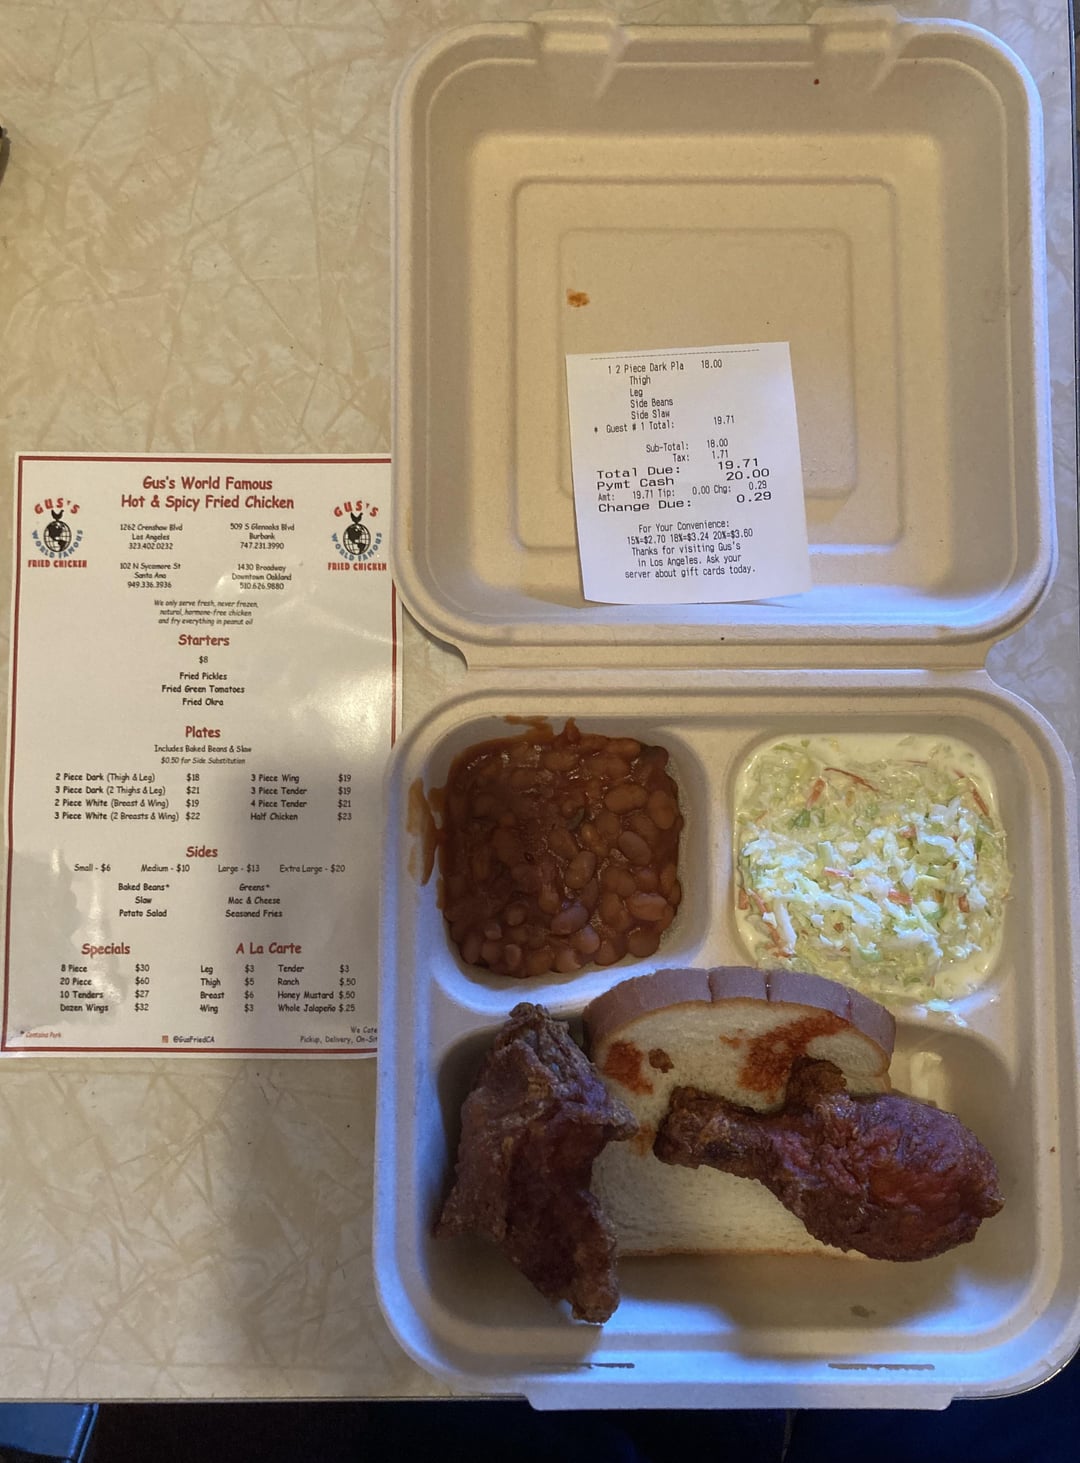 Gus's World Famous
Hot & Spicy Fried Chicken
GUS'S
WORLD FAMOUS
FRIED CHICKEN
GUS'S
WORLD FAMOUS
FRIED CHICKEN
1262 Crenshaw Blvd
Los Angeles
323.402.0232
509 S Glenoaks Blvd
Burbank
747.231.3990
102 N Sycamore St
Santa Ana
949.336.3936
1430 Broadway
Downtown Oakland
510.626.9880
We only serve fresh, never frozen,
natural, hormone-free chicken
and fry everything in peanut oil
Starters
$8
Fried Pickles
Fried Green Tomatoes
Fried Okra
Plates
Includes Baked Beans & Slaw
$0.50 for Side Substitution
2 Piece Dark (Thigh & Leg) $18
3 Piece Dark (2 Thighs & Leg) $21
2 Piece White (Breast & Wing) $19
3 Piece White (2 Breasts & Wing) $22
3 Piece Wing $19
3 Piece Tender $19
4 Piece Tender $21
Half Chicken $23
Sides
Small - $6 Medium - $10 Large - $13 Extra Large - $20
Baked Beans* Greens*
Slaw Mac & Cheese
Potato Salad Seasoned Fries
Specials
8 Piece $30
20 Piece $60
10 Tenders $27
Dozen Wings $32
A La Carte
Leg $3 Tender $3
Thigh $5 Ranch $.50
Breast $6 Honey Mustard $.50
Wing $3 Whole Jalapeño $.25
* Contains Pork
@GusFriedCA
We Cate
Pickup, Delivery, On-Sit
1 2 Piece Dark Pla 18.00
Thigh
Leg
Side Beans
Side Slaw
* Guest # 1 Total: 19.71
Sub-Total: 18.00
Tax: 1.71
Total Due: 19.71
Pymt Cash 20.00
Amt: 19.71 Tip: 0.00 Chg: 0.29
Change Due: 0.29
For Your Convenience:
15%=$2.70 18%=$3.24 20%=$3.60
Thanks for visiting Gus's
in Los Angeles. Ask your
server about gift cards today.